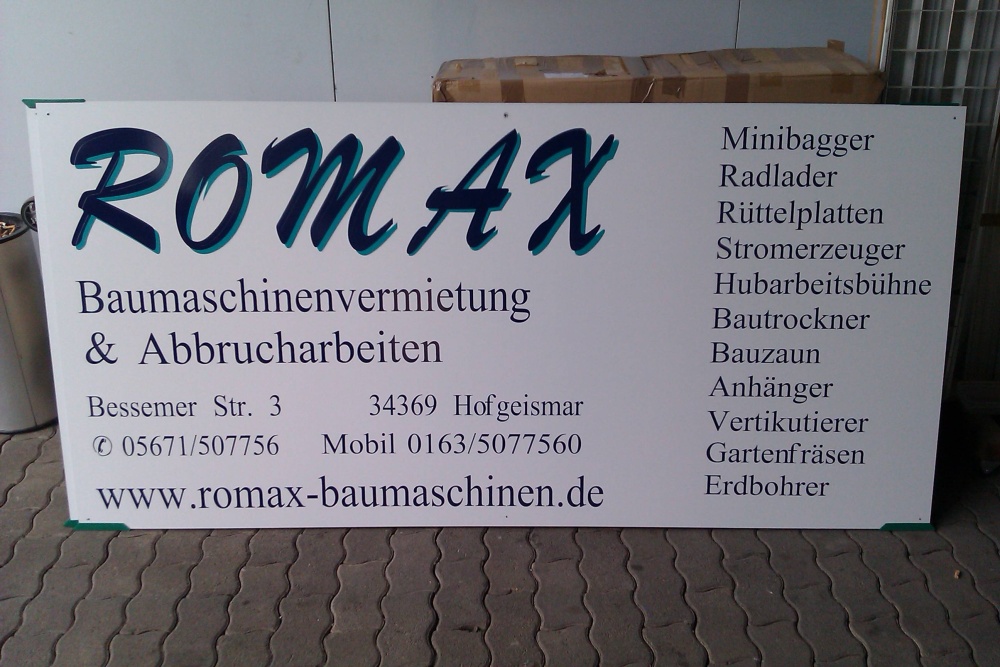 ROMAX
Baumaschinenvermietung
& Abbrucharbeiten
Bessemer Str. 3 34369 Hofgeismar
✆ 05671/507756 Mobil 0163/5077560
www.romax-baumaschinen.de
Minibagger
Radlader
Rüttelplatten
Stromerzeuger
Hubarbeitsbühne
Bautrockner
Bauzaun
Anhänger
Vertikutierer
Gartenfräsen
Erdbohrer